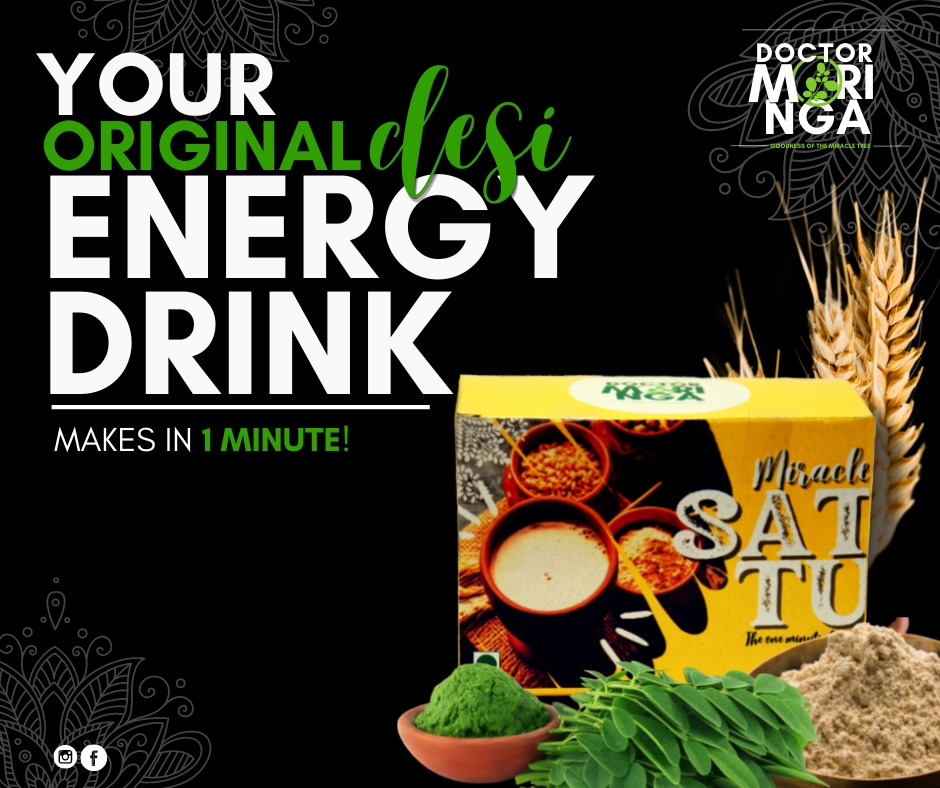 YOUR
ORIGINAL desi
ENERGY
DRINK
MAKES IN 1 MINUTE!
DOCTOR
MORI
NGA
GOODNESS OF THE MIRACLE TREE
DOCTOR
MORI
NGA
Miracle
SAT
TU
The one minute